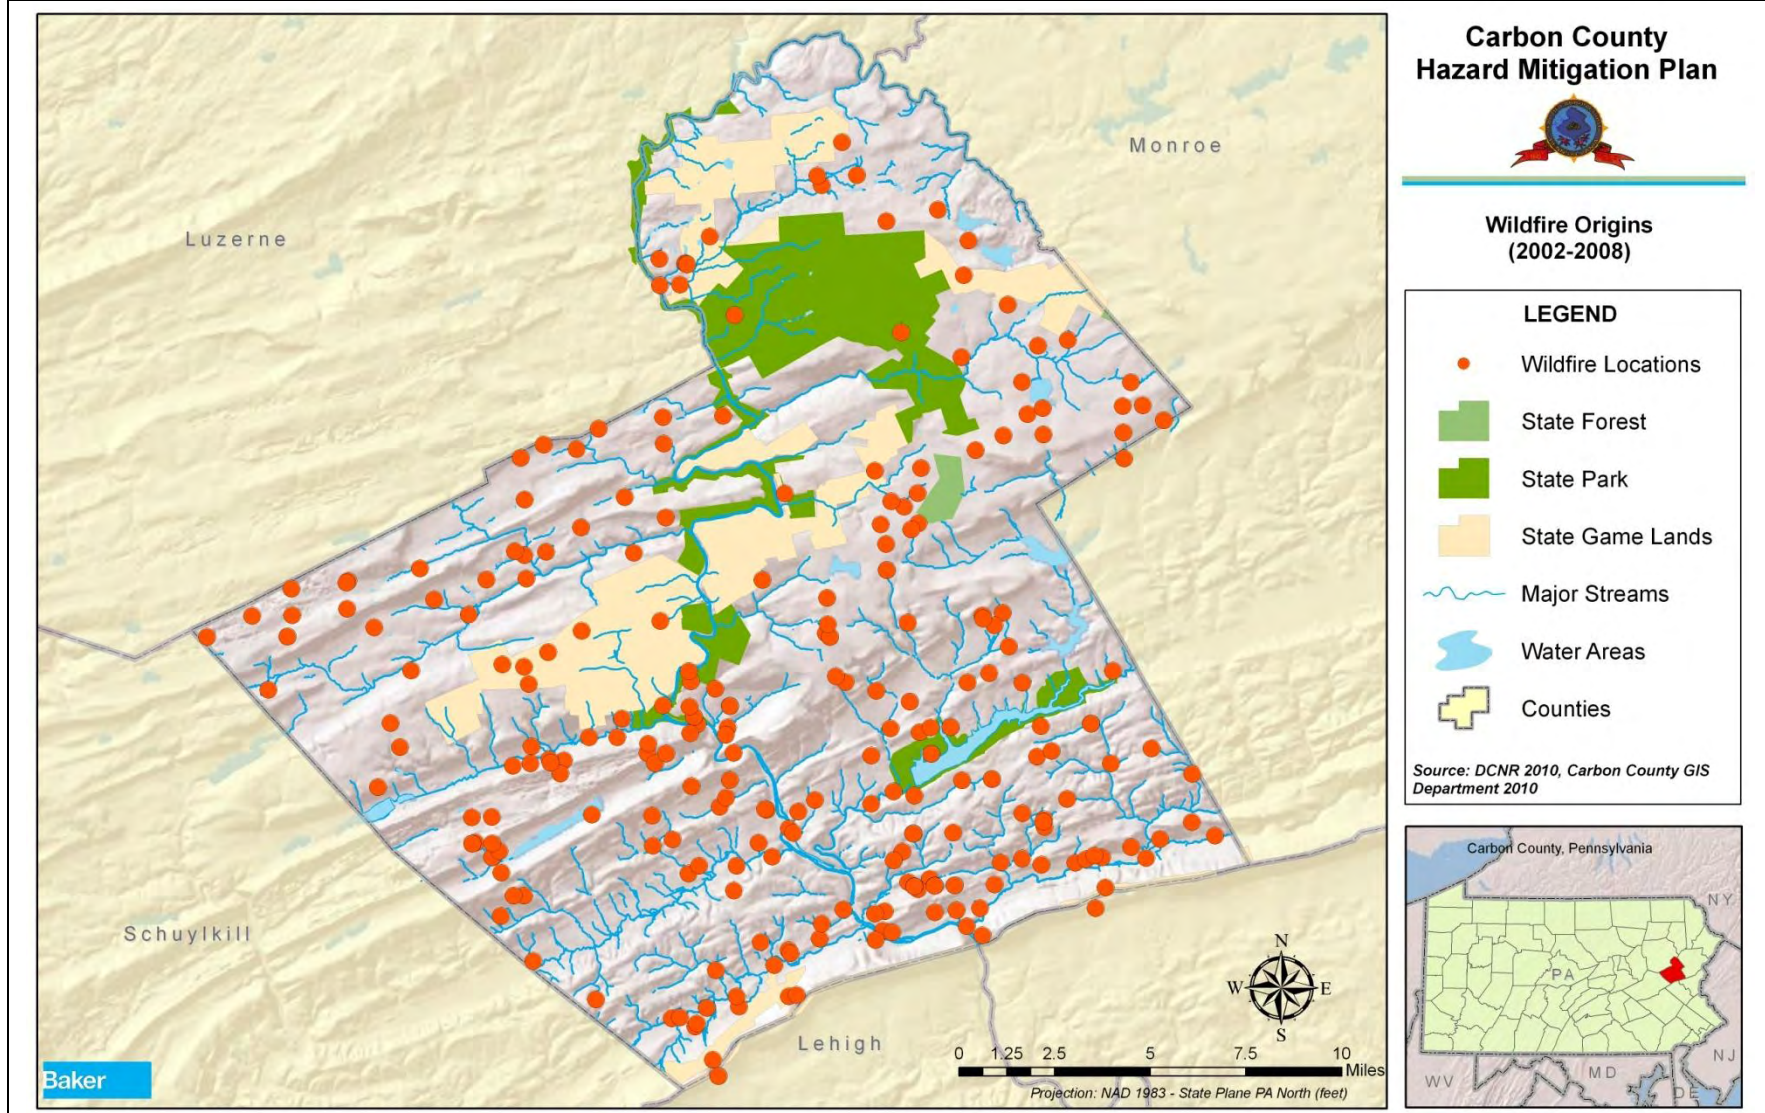 Carbon County
Hazard Mitigation Plan
Wildfire Origins
(2002-2008)
LEGEND
Wildfire Locations
State Forest
State Park
State Game Lands
Major Streams
Water Areas
Counties
Source: DCNR 2010, Carbon County GIS
Department 2010
Monroe
Luzerne
Schuylkill
Lehigh
N
W E
S
0 1.25 2.5 5 7.5 10
Miles
Projection: NAD 1983 - State Plane PA North (feet)
Baker
Carbon County, Pennsylvania
NY
PA
NJ
MD
WV
DE